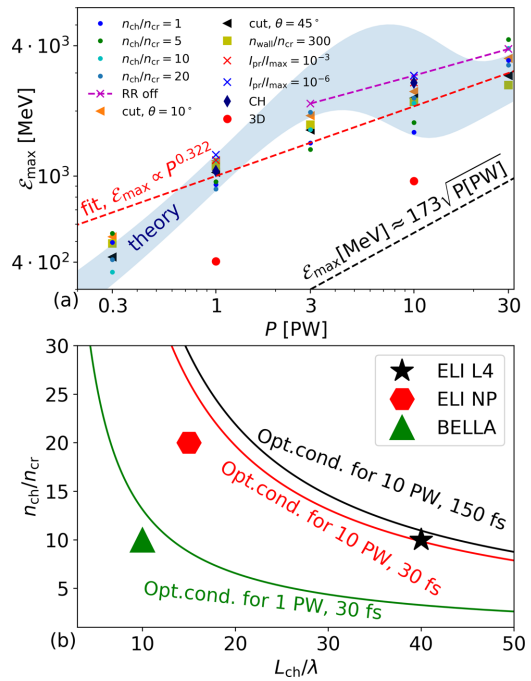 4 × 10³
10³
4 × 10²
ℰmax [MeV]
n_ch/n_cr = 1
n_ch/n_cr = 5
n_ch/n_cr = 10
n_ch/n_cr = 20
RR off
cut, θ = 10°
cut, θ = 45°
n_wall/n_cr = 300
I_pr/I_max = 10⁻³
I_pr/I_max = 10⁻⁶
CH
3D
fit, ℰmax ∝ P^0.322
theory
ℰmax[MeV] ≈ 173√P[PW]
(a)
0.3 1 3 10 30
P [PW]
30
25
20
15
10
5
n_ch/n_cr
ELI L4
ELI NP
BELLA
Opt.cond. for 10 PW, 150 fs
Opt.cond. for 10 PW, 30 fs
Opt.cond. for 1 PW, 30 fs
(b)
10 20 30 40 50
L_ch/λ